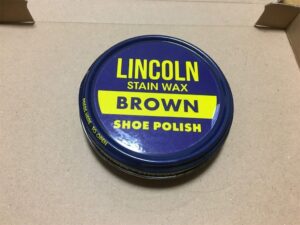 LINCOLN
STAIN WAX
BROWN
SHOE POLISH